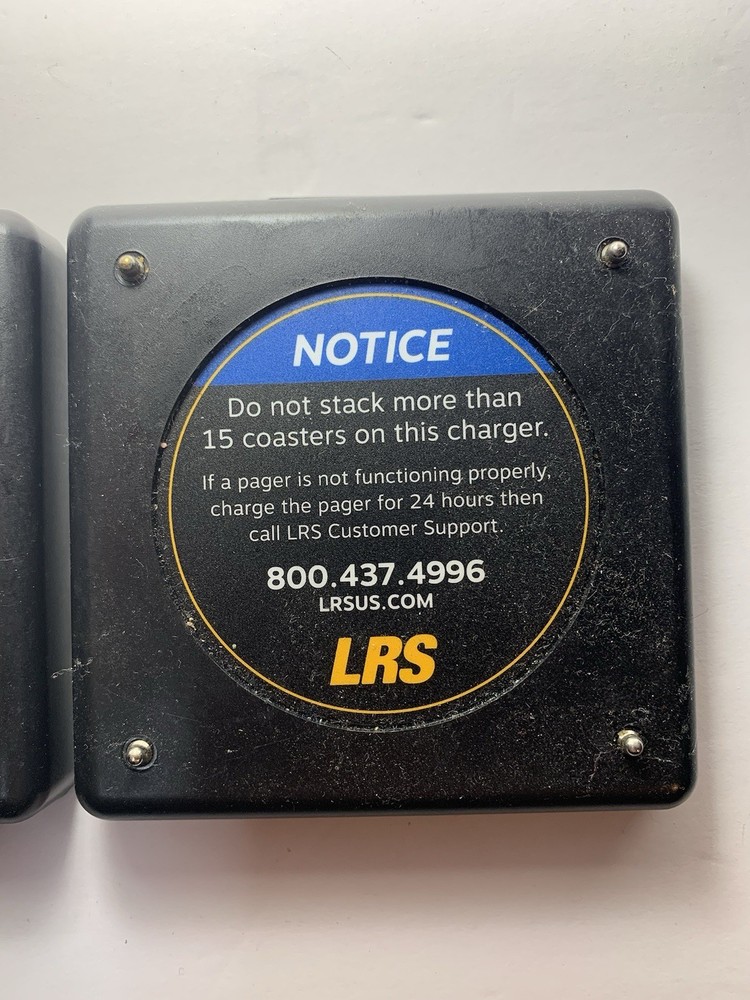 NOTICE
Do not stack more than
15 coasters on this charger.
If a pager is not functioning properly,
charge the pager for 24 hours then
call LRS Customer Support.
800.437.4996
LRSUS.COM
LRS